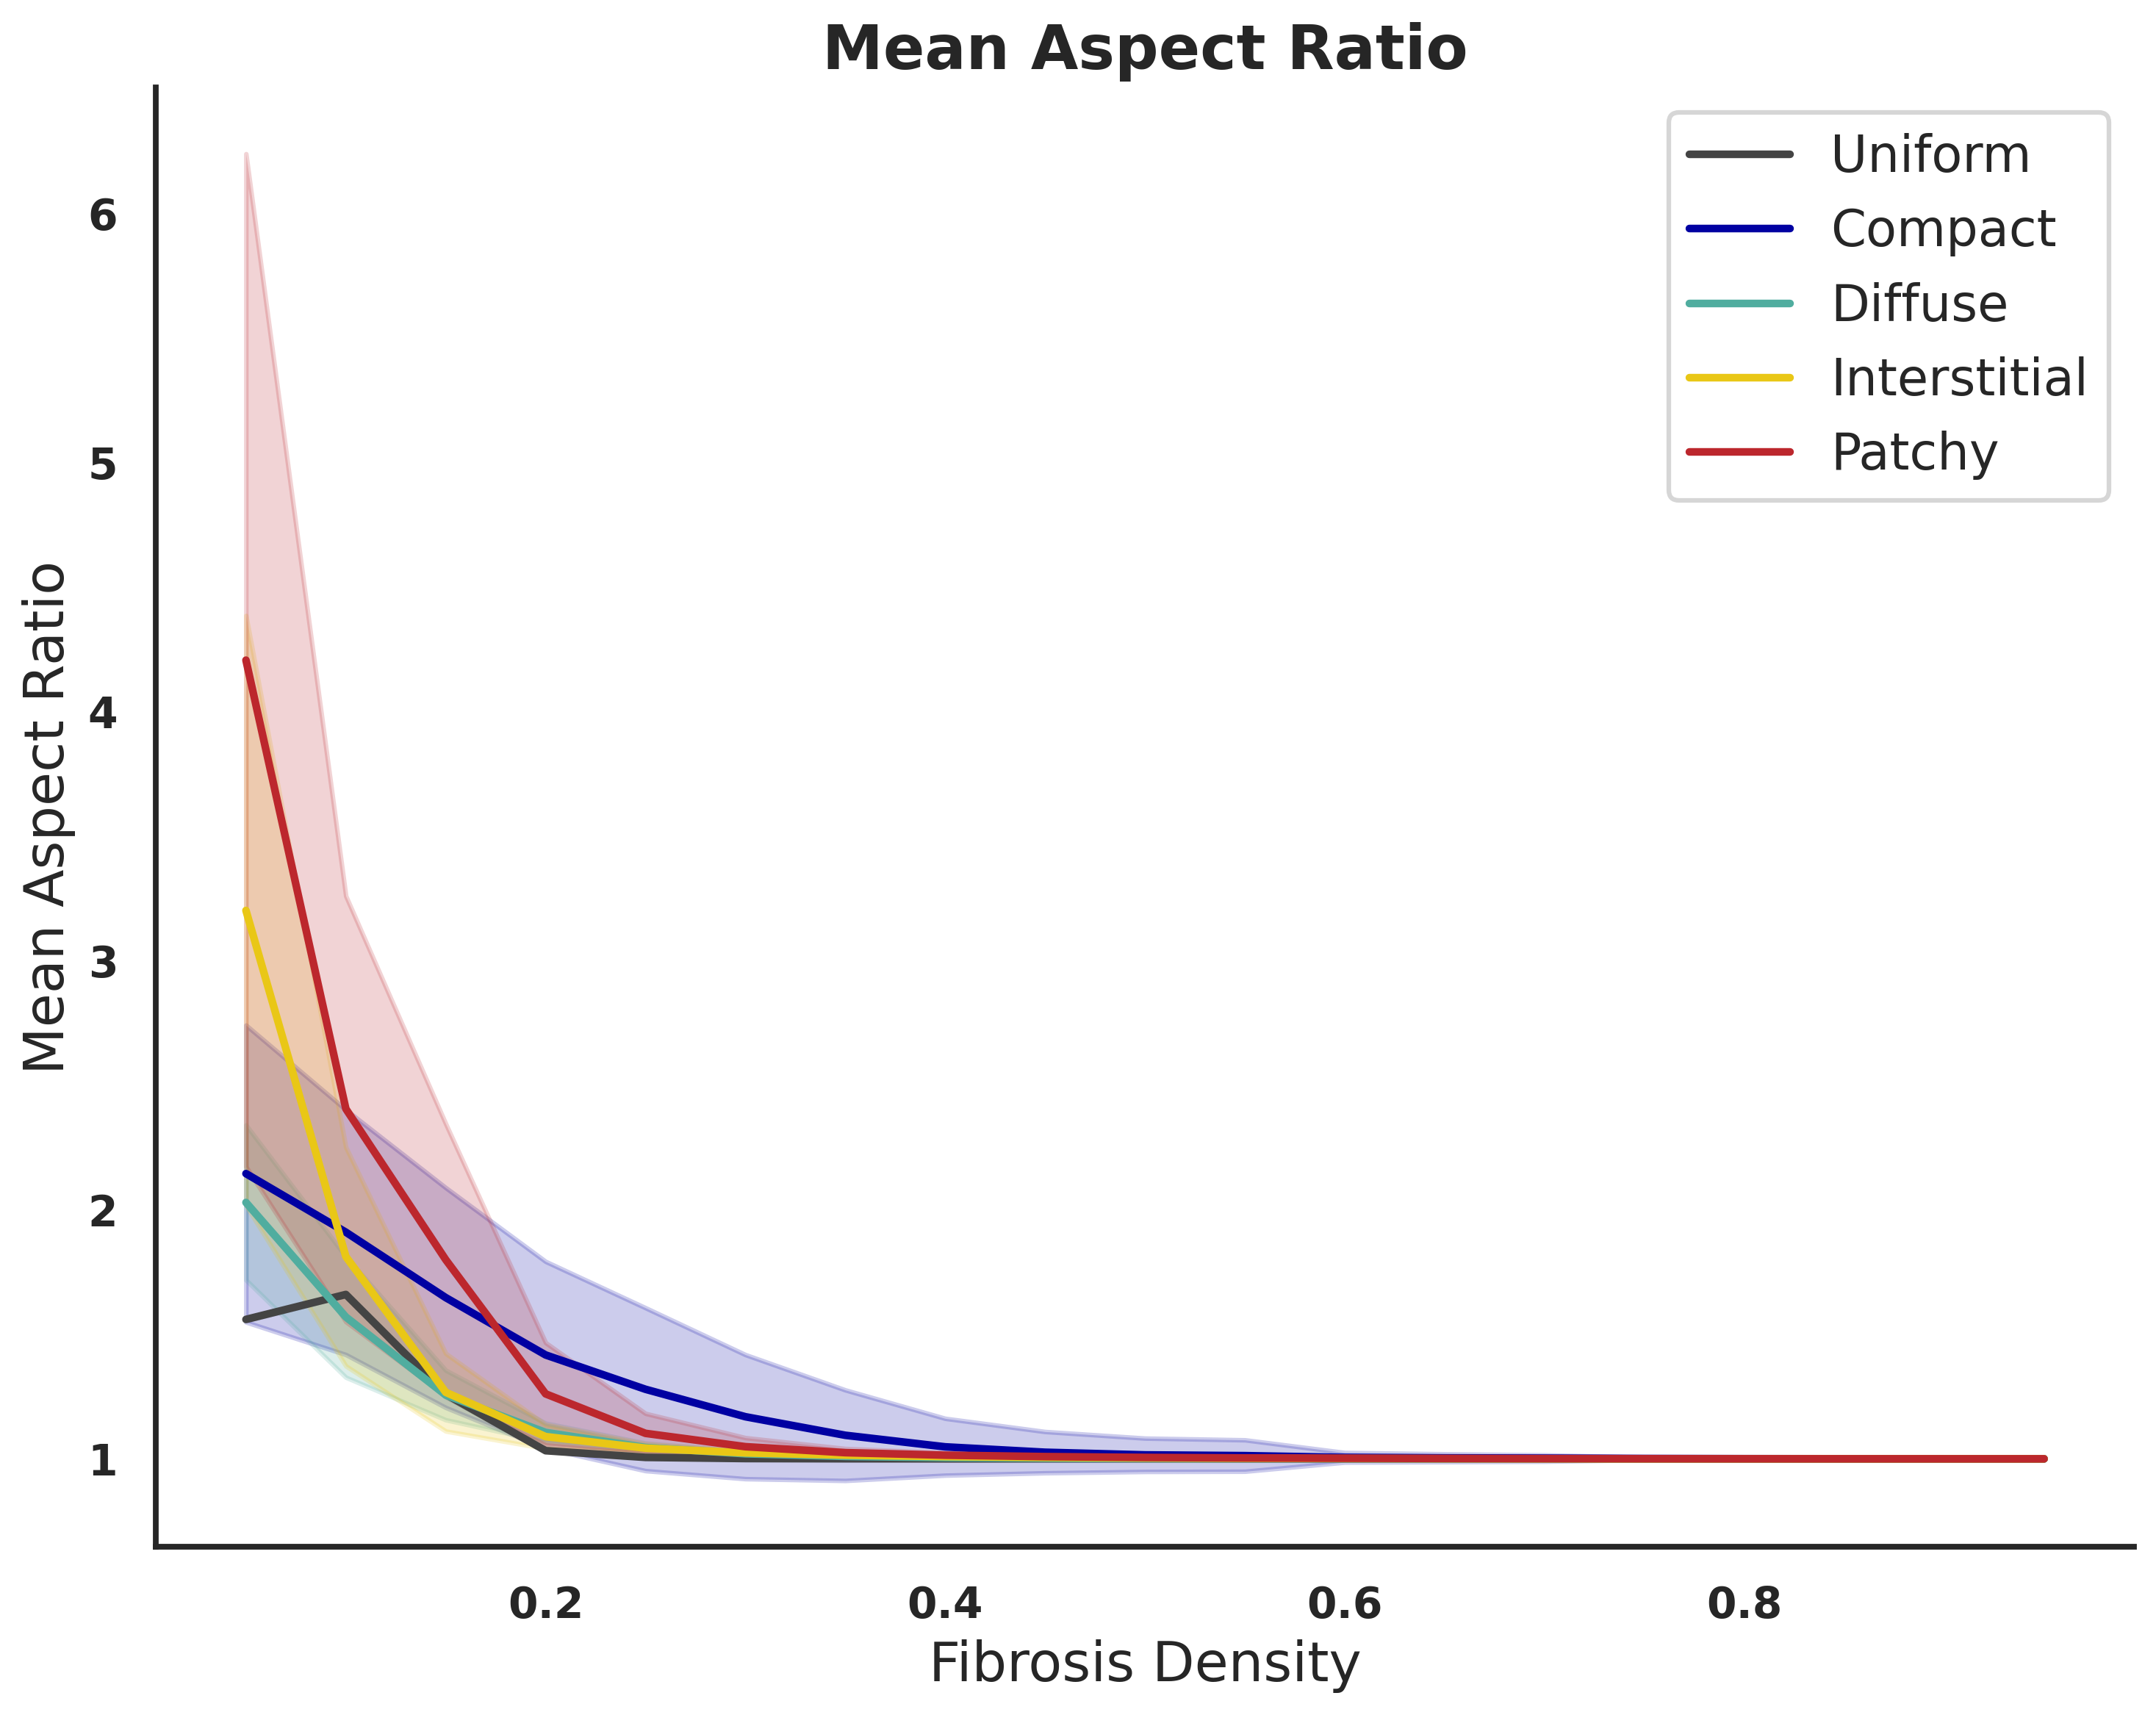 Mean Aspect Ratio
Uniform
Compact
Diffuse
Interstitial
Patchy
Mean Aspect Ratio
6
5
4
3
2
1
0.2
0.4
0.6
0.8
Fibrosis Density